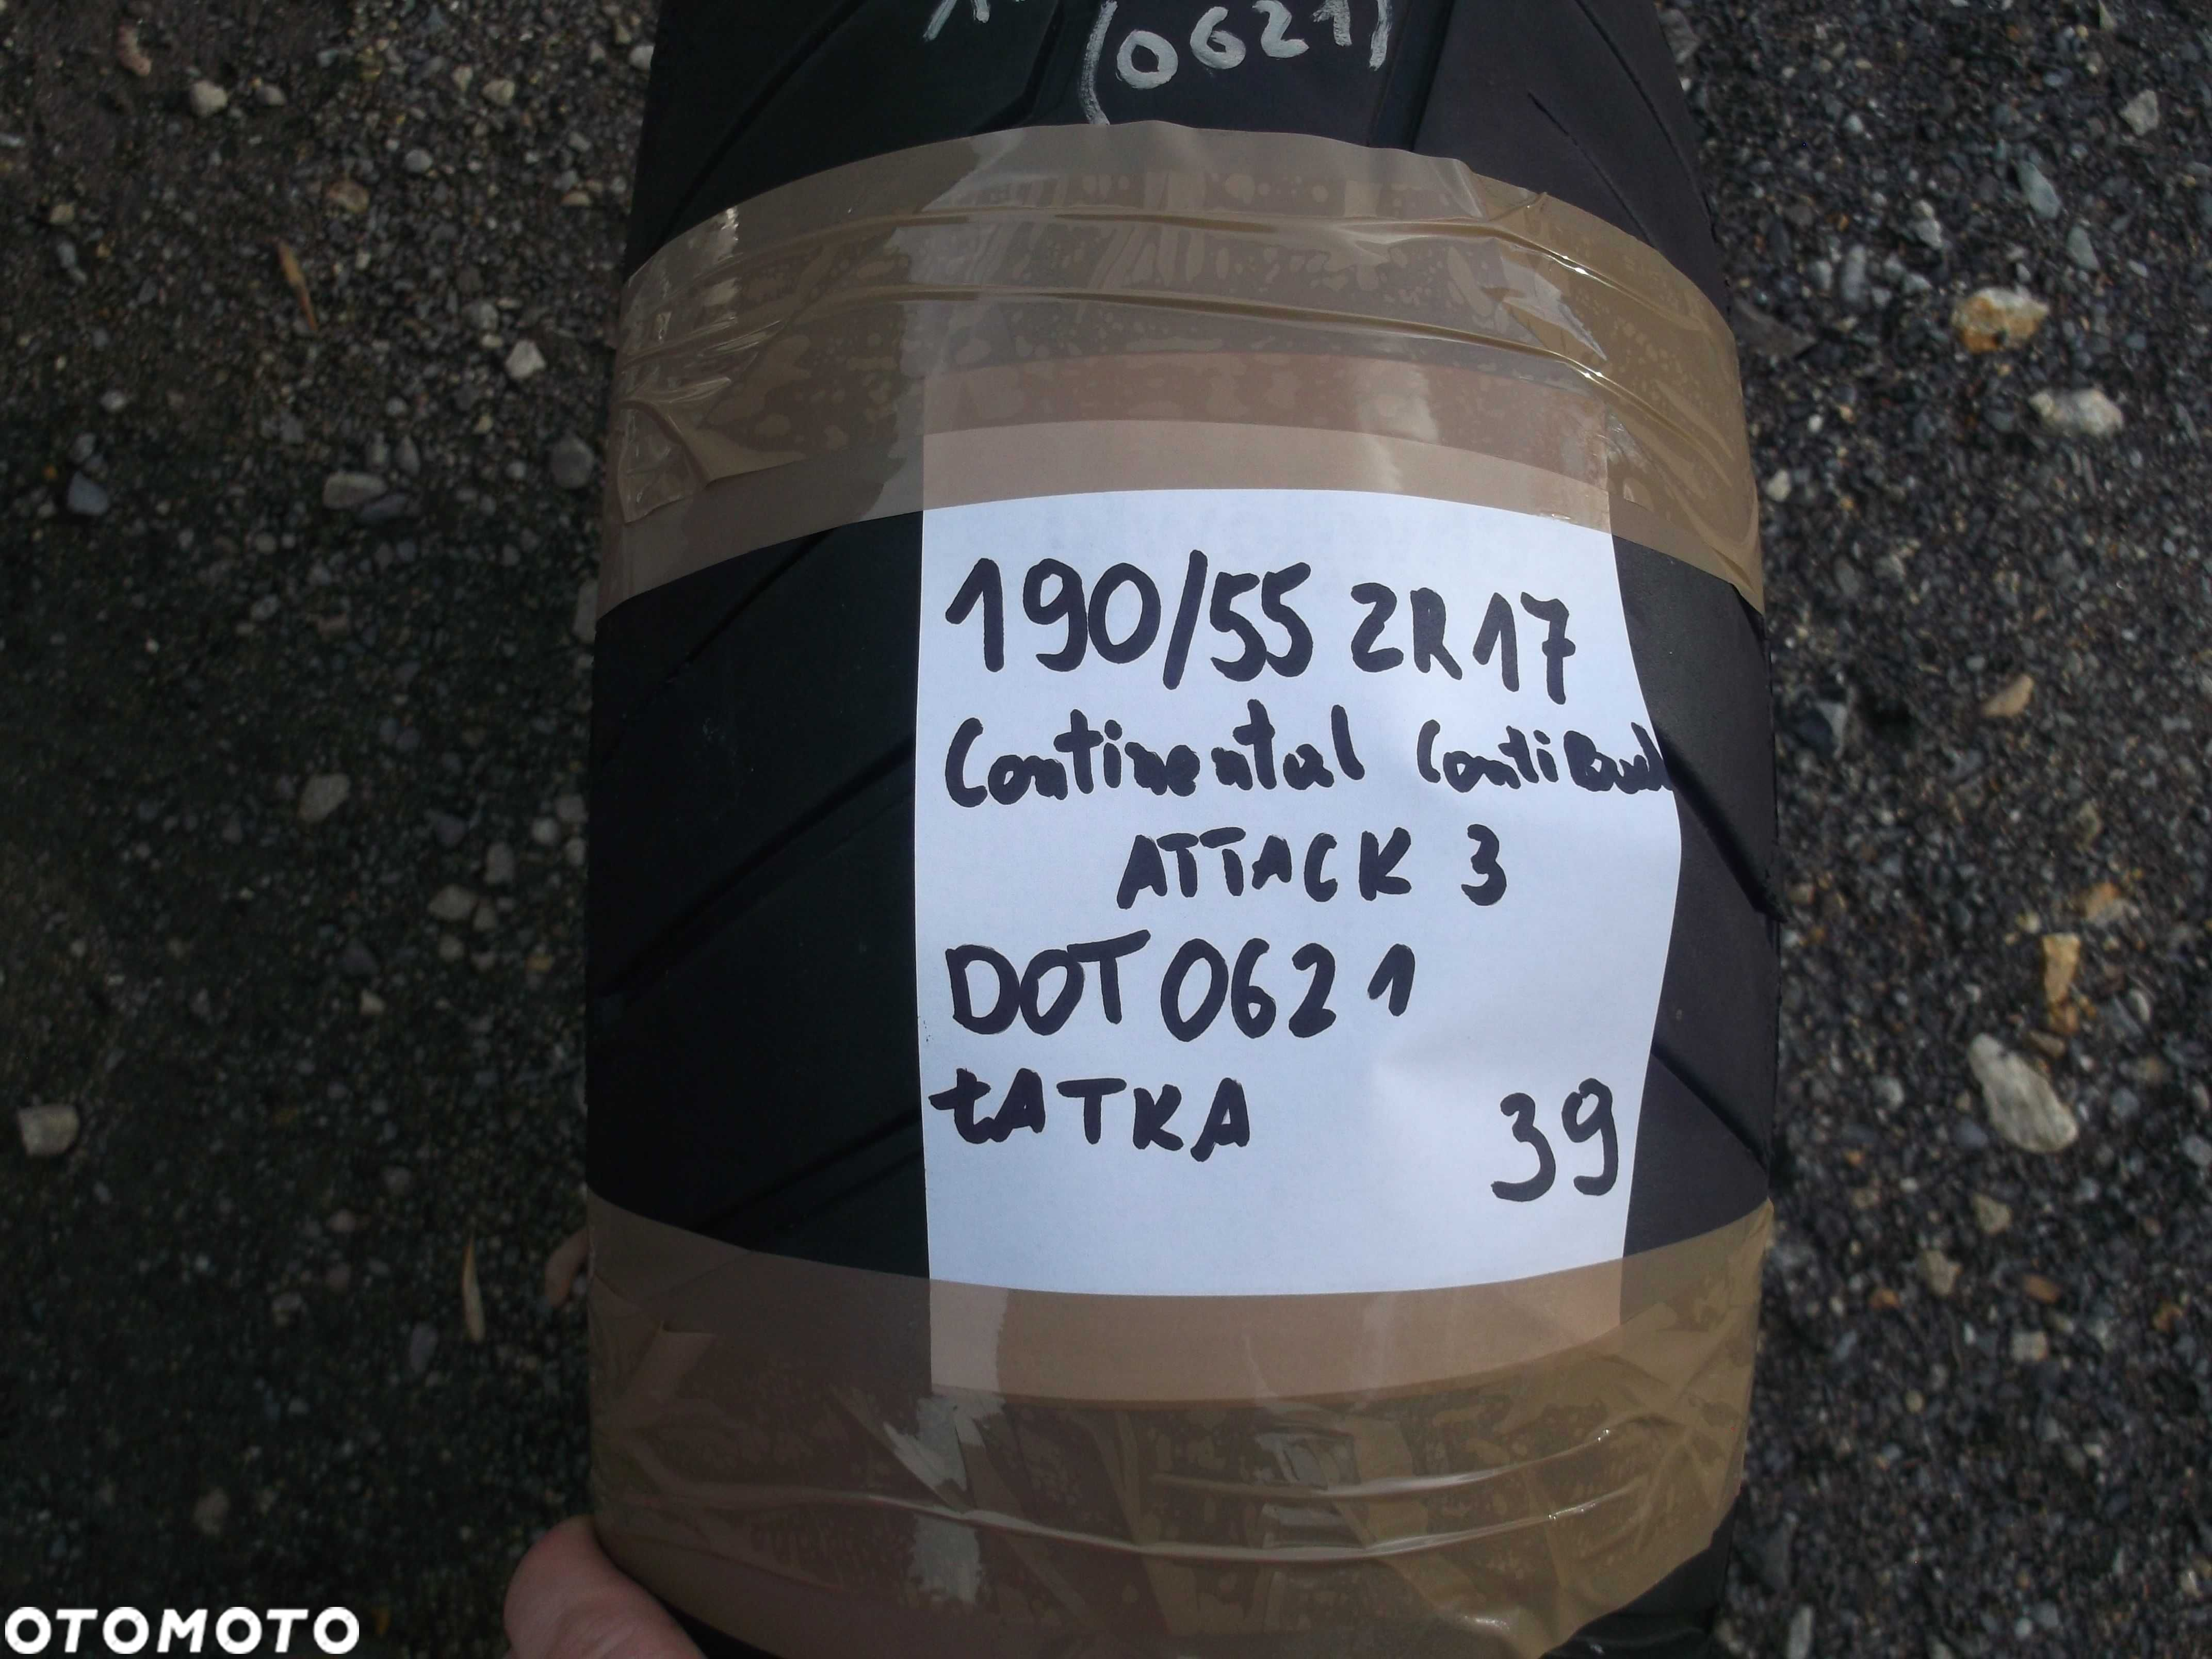 (0621)
190/55 ZR17
Continental ContiRoad
ATTACK 3
DOT 0621
ŁATKA 39
OTOMOTO